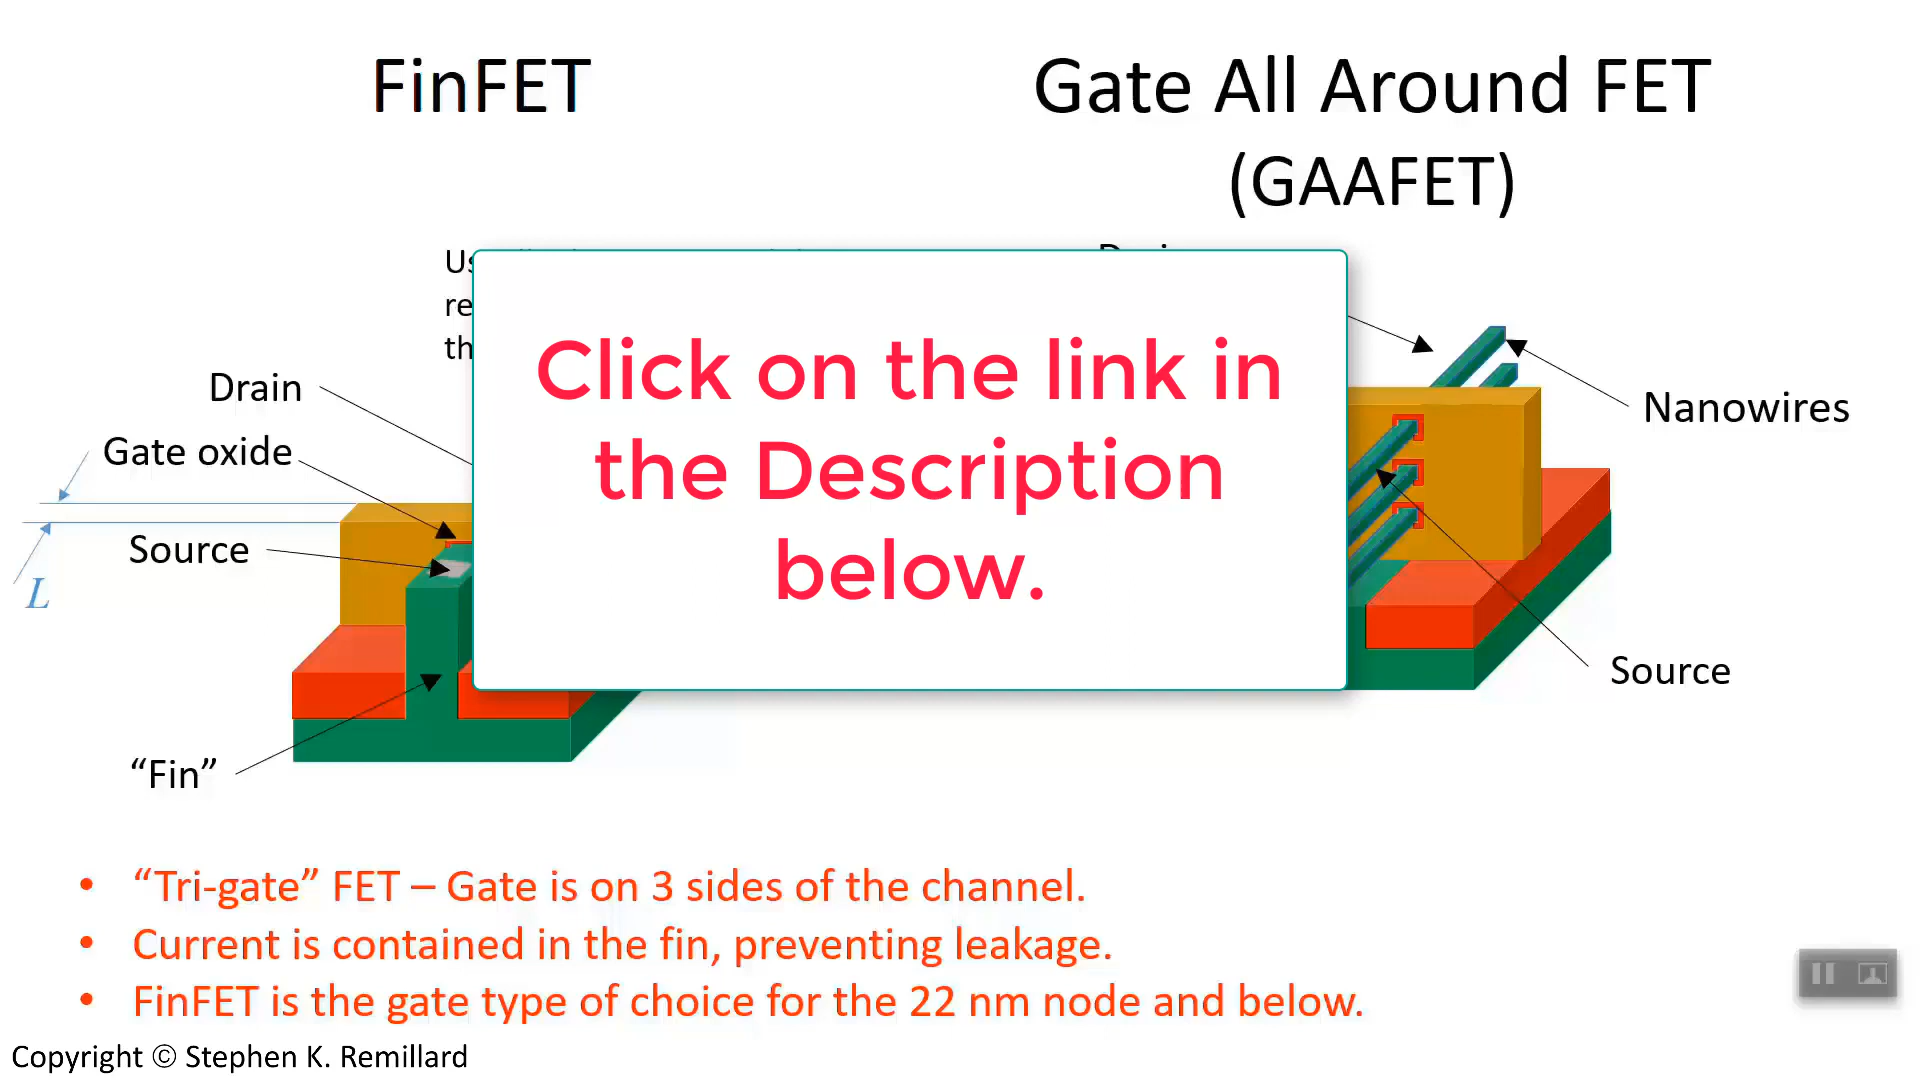 FinFET
Gate All Around FET
(GAAFET)
Drain
Gate oxide
Source
L
“Fin”
Click on the link in
the Description
below.
Nanowires
Source
• “Tri-gate” FET – Gate is on 3 sides of the channel.
• Current is contained in the fin, preventing leakage.
• FinFET is the gate type of choice for the 22 nm node and below.
Copyright © Stephen K. Remillard